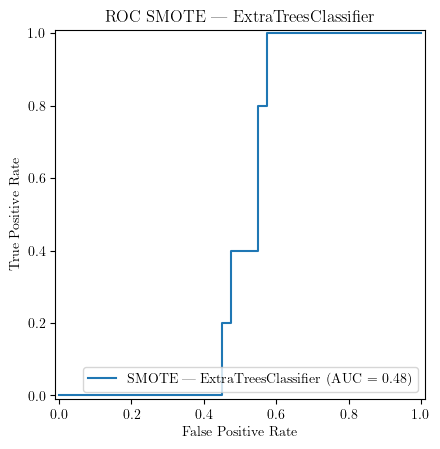 ROC SMOTE — ExtraTreesClassifier
1.0
0.8
0.6
0.4
0.2
0.0
True Positive Rate
SMOTE — ExtraTreesClassifier (AUC = 0.48)
0.0 0.2 0.4 0.6 0.8 1.0
False Positive Rate